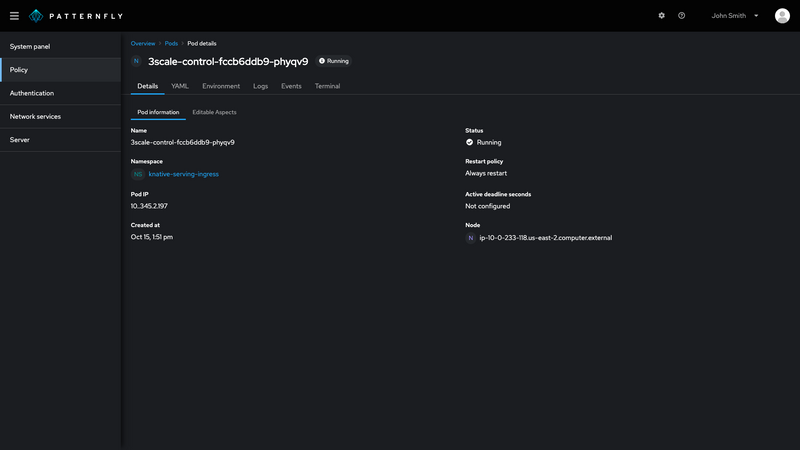 PATTERNFLY
John Smith
System panel
Policy
Authentication
Network services
Server
Overview > Pods > Pod details
N 3scale-control-fccb6ddb9-phyqv9 Running
Details YAML Environment Logs Events Terminal
Pod information Editable Aspects
Name
3scale-control-fccb6ddb9-phyqv9
Namespace
NS knative-serving-ingress
Pod IP
10..345.2.197
Created at
Oct 15, 1:51 pm
Status
Running
Restart policy
Always restart
Active deadline seconds
Not configured
Node
N ip-10-0-233-118.us-east-2.computer.external